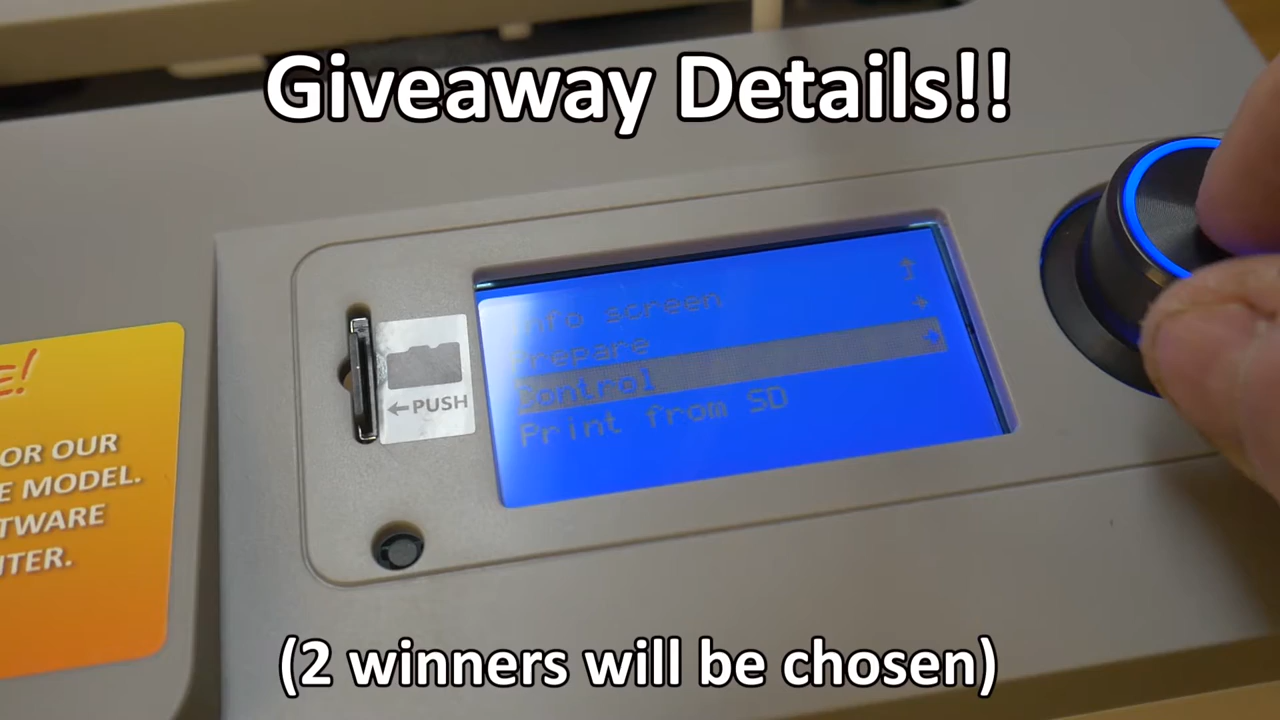 Giveaway Details!!
Info screen
Prepare
Control
Print from SD
←PUSH
E!
OR OUR
E MODEL.
TWARE
TER.
(2 winners will be chosen)